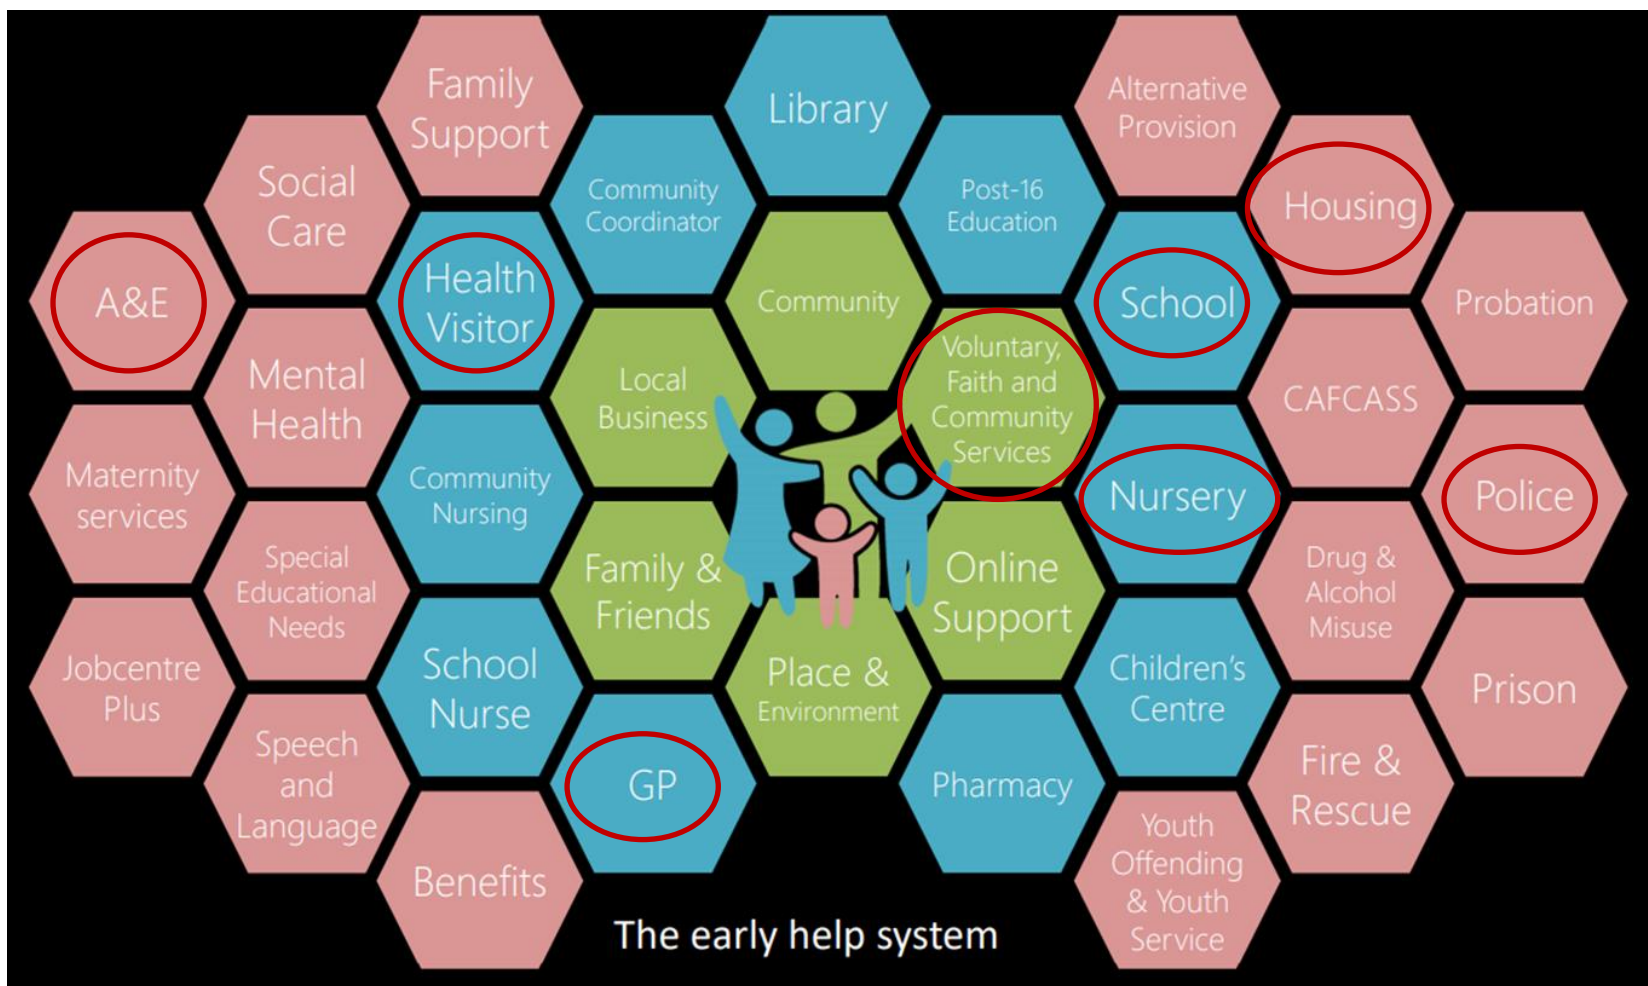 Family
Support
Library
Alternative
Provision
Social
Care
Community
Coordinator
Post-16
Education
Housing
A&E
Health
Visitor
Community
School
Probation
Mental
Health
Local
Business
Voluntary,
Faith and
Community
Services
CAFCASS
Maternity
services
Community
Nursing
Nursery
Police
Special
Educational
Needs
Family &
Friends
Online
Support
Drug &
Alcohol
Misuse
Jobcentre
Plus
School
Nurse
Place &
Environment
Children's
Centre
Prison
Speech
and
Language
GP
Pharmacy
Fire &
Rescue
Benefits
Youth
Offending
& Youth
Service
The early help system